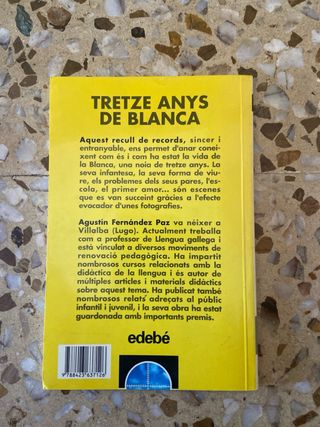 TRETZE ANYS
DE BLANCA
Aquest recull de records, sincer i
entranyable, ens permet d'anar conei-
xent com és i com ha estat la vida de
la Blanca, una noia de tretze anys. La
seva infantesa, la seva forma de viu-
re, els problemes dels seus pares, l'es-
cola, el primer amor... són escenes
que es van succeint gràcies a l'efecte
evocador d'unes fotografies.
Agustín Fernández Paz va néixer a
Villalba (Lugo). Actualment treballa
com a professor de Llengua gallega i
està vinculat a diversos moviments de
renovació pedagògica. Ha impartit
nombrosos cursos relacionats amb la
didàctica de la llengua i és autor de
múltiples articles i materials didàctics
sobre aquest tema. Ha publicat també
nombrosos relats adreçats al públic
infantil i juvenil, i la seva obra ha estat
guardonada amb importants premis.
edebé
9 788423 637126